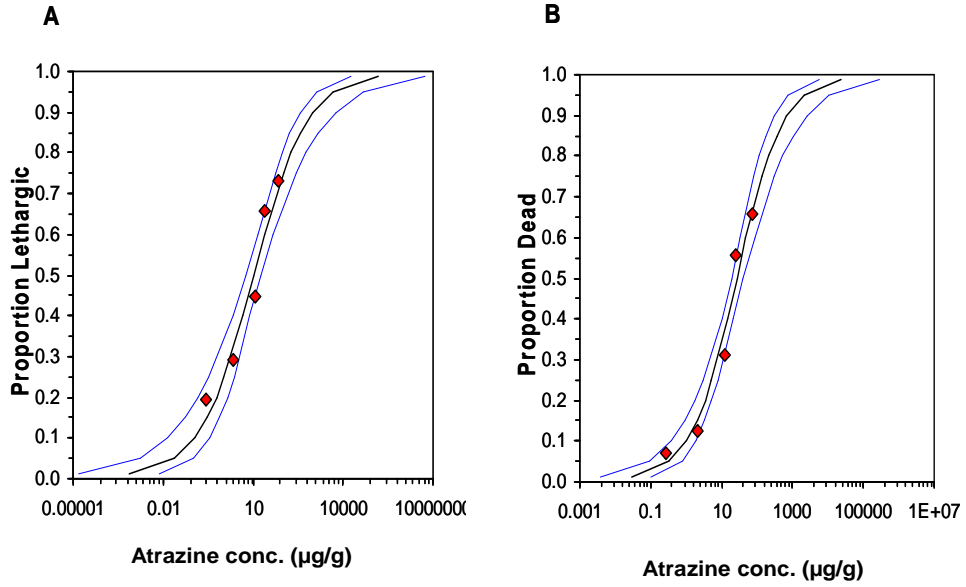 A
Proportion Lethargic
1.0
0.9
0.8
0.7
0.6
0.5
0.4
0.3
0.2
0.1
0.0
0.00001 0.01 10 10000 10000000
Atrazine conc. (µg/g)
B
Proportion Dead
1.0
0.9
0.8
0.7
0.6
0.5
0.4
0.3
0.2
0.1
0.0
0.001 0.1 10 1000 100000 1E+07
Atrazine conc. (µg/g)